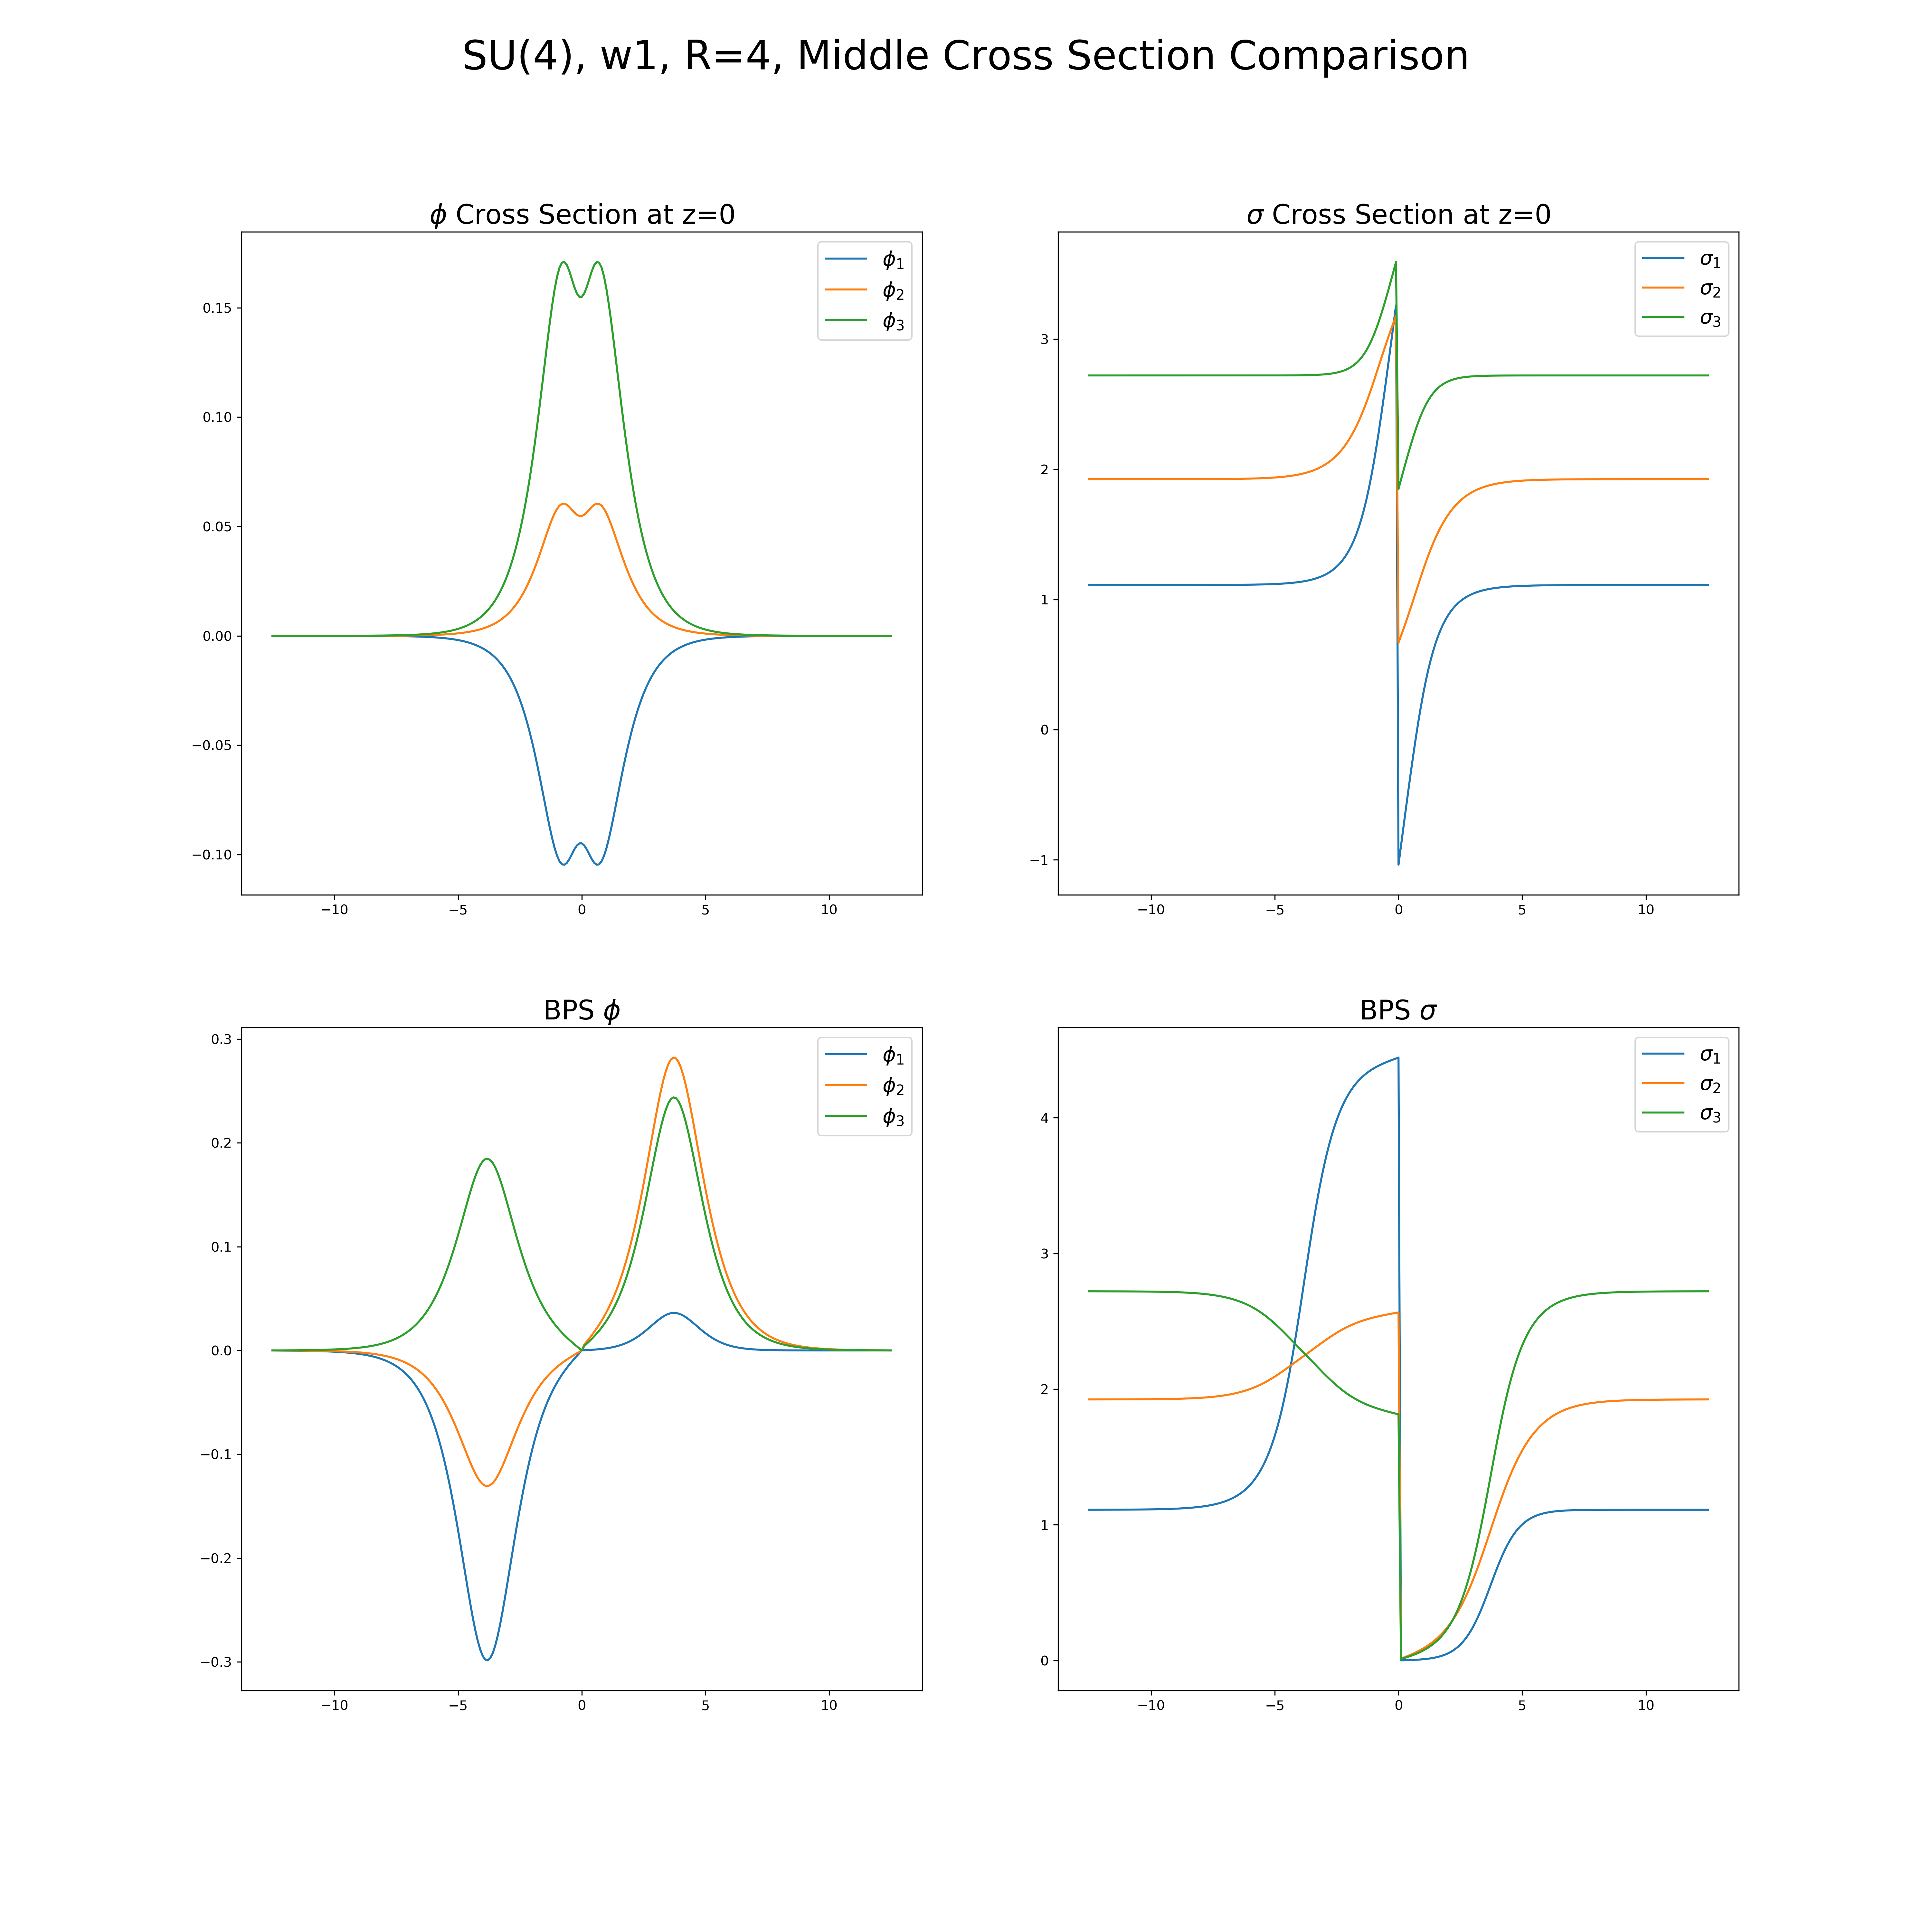 SU(4), w1, R=4, Middle Cross Section Comparison
ϕ Cross Section at z=0
ϕ₁
ϕ₂
ϕ₃
0.15
0.10
0.05
0.00
−0.05
−0.10
−10
−5
0
5
10
σ Cross Section at z=0
σ₁
σ₂
σ₃
3
2
1
0
−1
−10
−5
0
5
10
BPS ϕ
ϕ₁
ϕ₂
ϕ₃
0.3
0.2
0.1
0.0
−0.1
−0.2
−0.3
−10
−5
0
5
10
BPS σ
σ₁
σ₂
σ₃
4
3
2
1
0
−10
−5
0
5
10